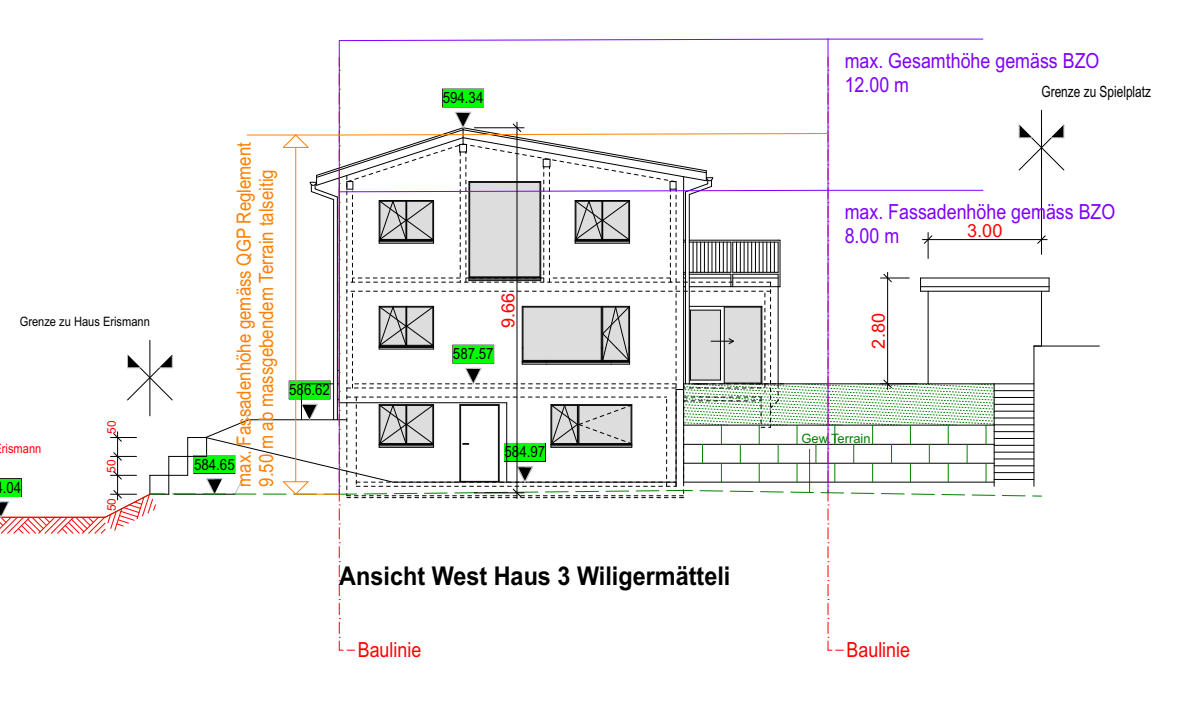 max. Gesamthöhe gemäss BZO
12.00 m
Grenze zu Spielplatz
594.34
max. Fassadenhöhe gemäss QGP Reglement
9.50 m ab massgebendem Terrain talseitig
max. Fassadenhöhe gemäss BZO
8.00 m
3.00
9.66
2.80
Grenze zu Haus Erismann
587.57
586.62
50
50
50
Erismann
584.65
584.97
Gew.Terrain
4.04
Ansicht West Haus 3 Wiligermätteli
Baulinie
Baulinie